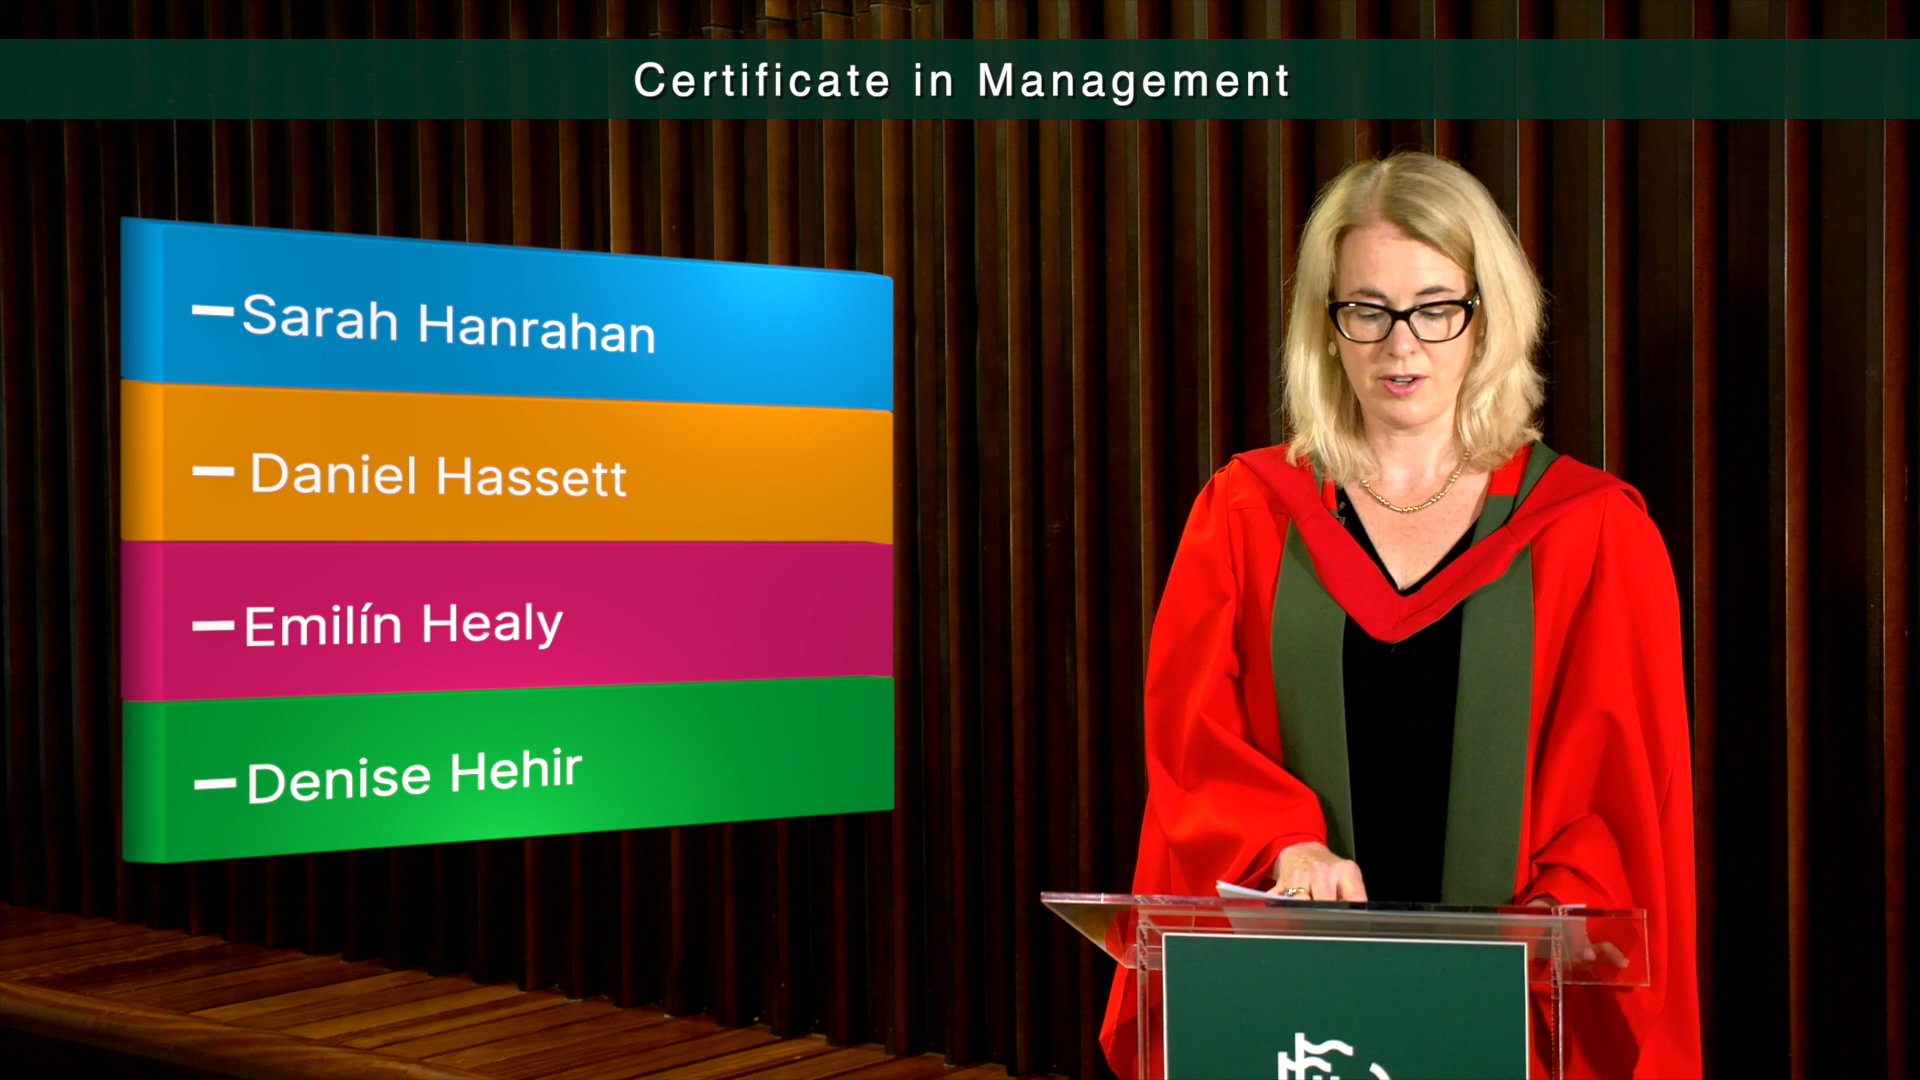 Certificate in Management
Sarah Hanrahan
Daniel Hassett
Emilín Healy
Denise Hehir